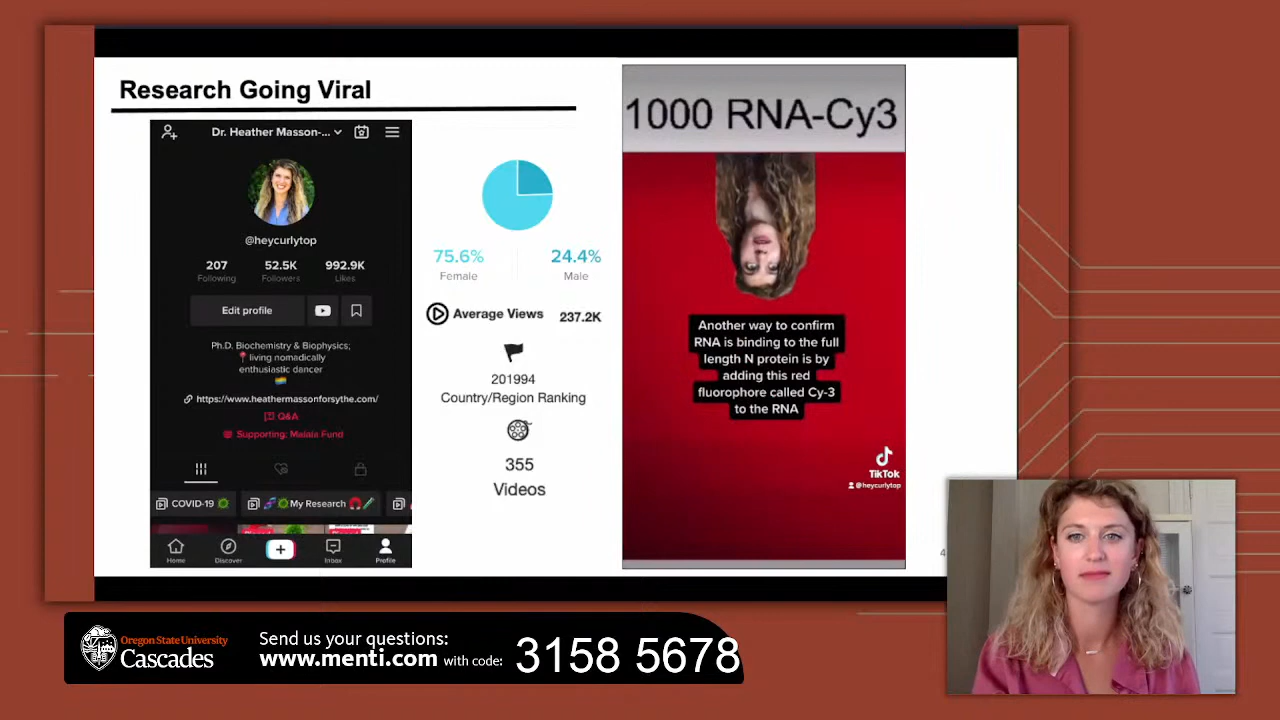 Research Going Viral
Dr. Heather Masson-...
@heycurlytop
207
52.5K
992.9K
Following
Followers
Likes
Edit profile
Ph.D. Biochemistry & Biophysics;
living nomadically
enthusiastic dancer
https://www.heathermassonforsythe.com/
Q&A
Supporting: Malala Fund
COVID-19
My Research
Home
Discover
Inbox
Profile
75.6%
24.4%
Female
Male
Average Views
237.2K
201994
Country/Region Ranking
355
Videos
1000 RNA-Cy3
Another way to confirm
RNA is binding to the full
length N protein is by
adding this red
fluorophore called Cy-3
to the RNA
TikTok
@heycurlytop
4
Oregon State University
Cascades
Send us your questions:
www.menti.com with code:
3158 5678